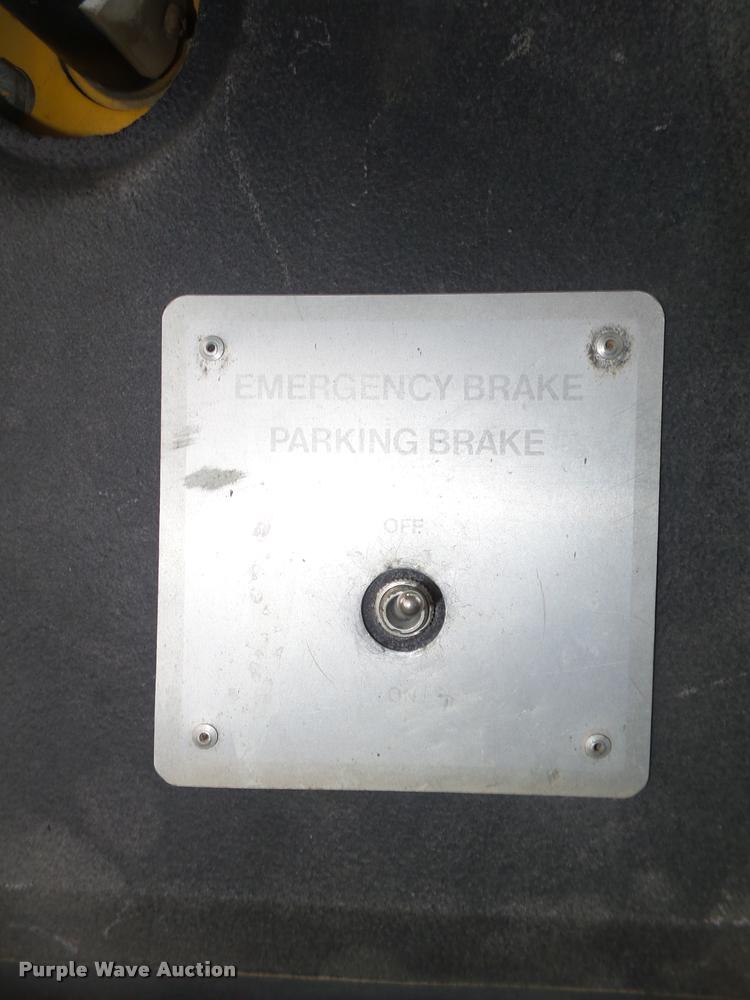 EMERGENCY BRAKE
PARKING BRAKE
OFF
ON
Purple Wave Auction